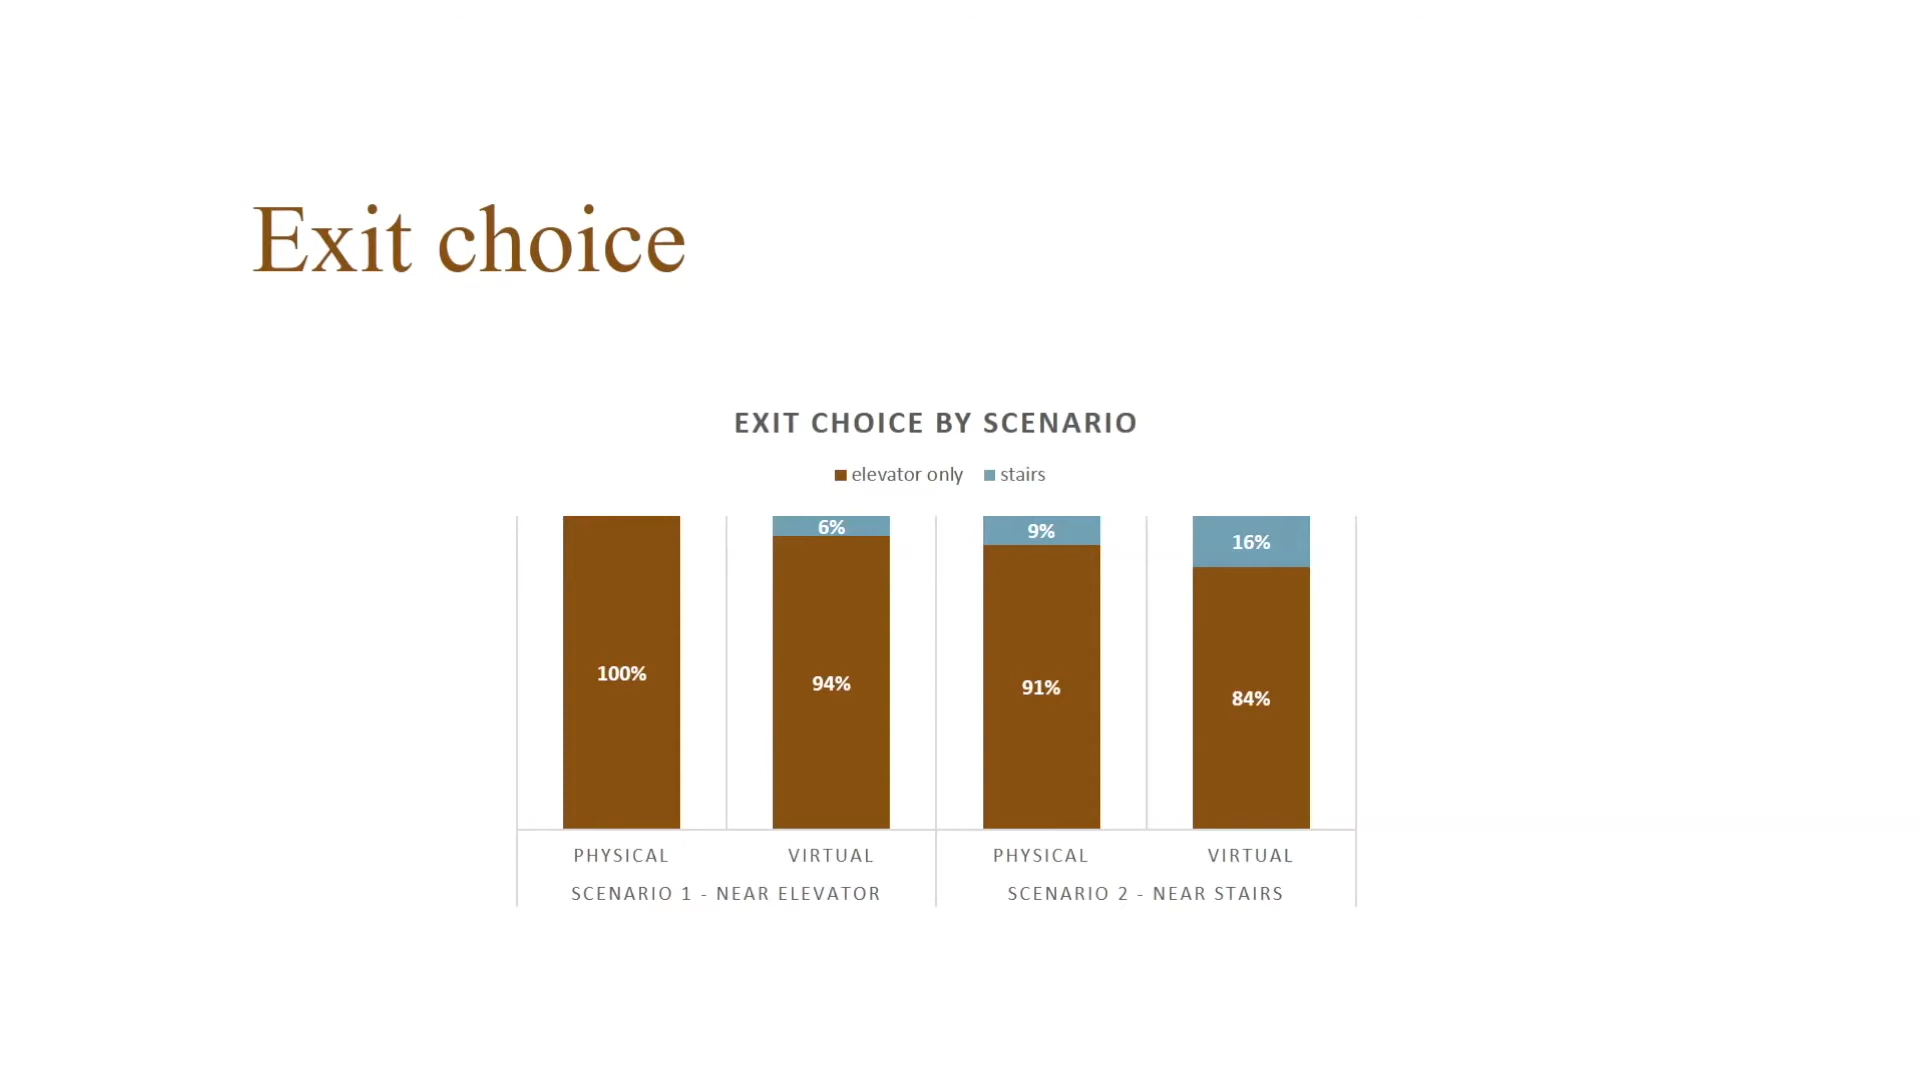 Exit choice
EXIT CHOICE BY SCENARIO
elevator only stairs
6% 9% 16%
100% 94% 91% 84%
PHYSICAL VIRTUAL PHYSICAL VIRTUAL
SCENARIO 1 - NEAR ELEVATOR SCENARIO 2 - NEAR STAIRS